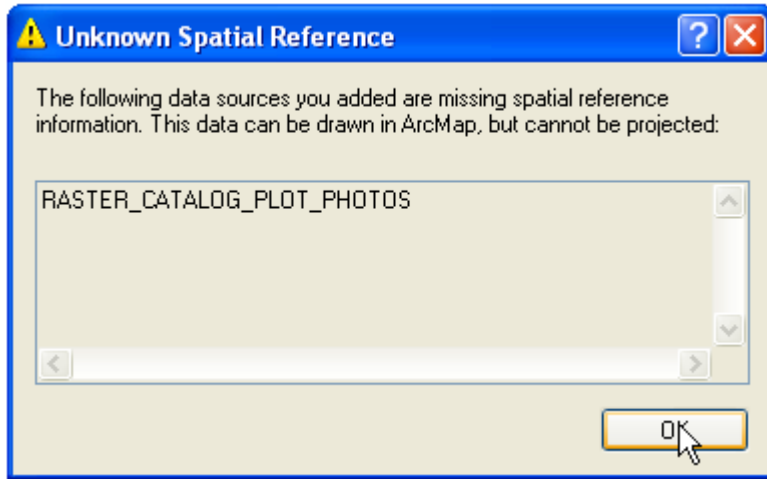 Unknown Spatial Reference
The following data sources you added are missing spatial reference
information. This data can be drawn in ArcMap, but cannot be projected:
RASTER_CATALOG_PLOT_PHOTOS
OK